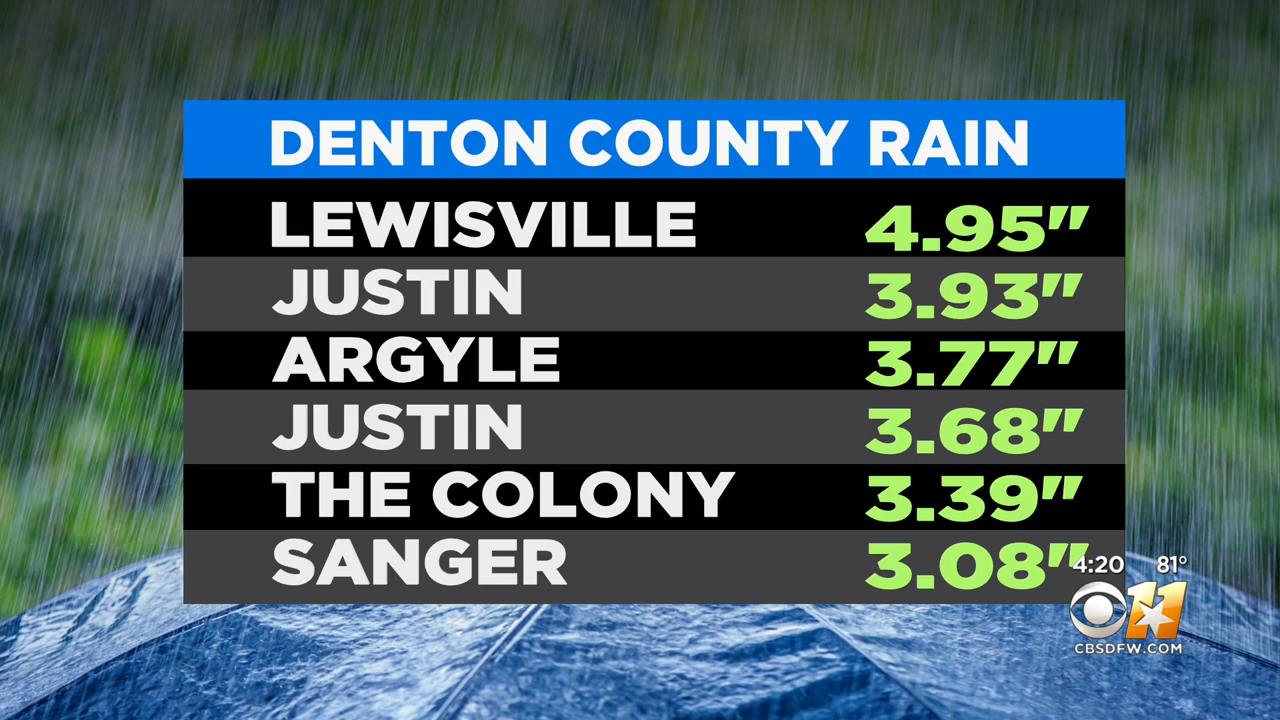 DENTON COUNTY RAIN
LEWISVILLE 4.95"
JUSTIN 3.93"
ARGYLE 3.77"
JUSTIN 3.68"
THE COLONY 3.39"
SANGER 3.08"
4:20 81°
11
CBSDFW.COM